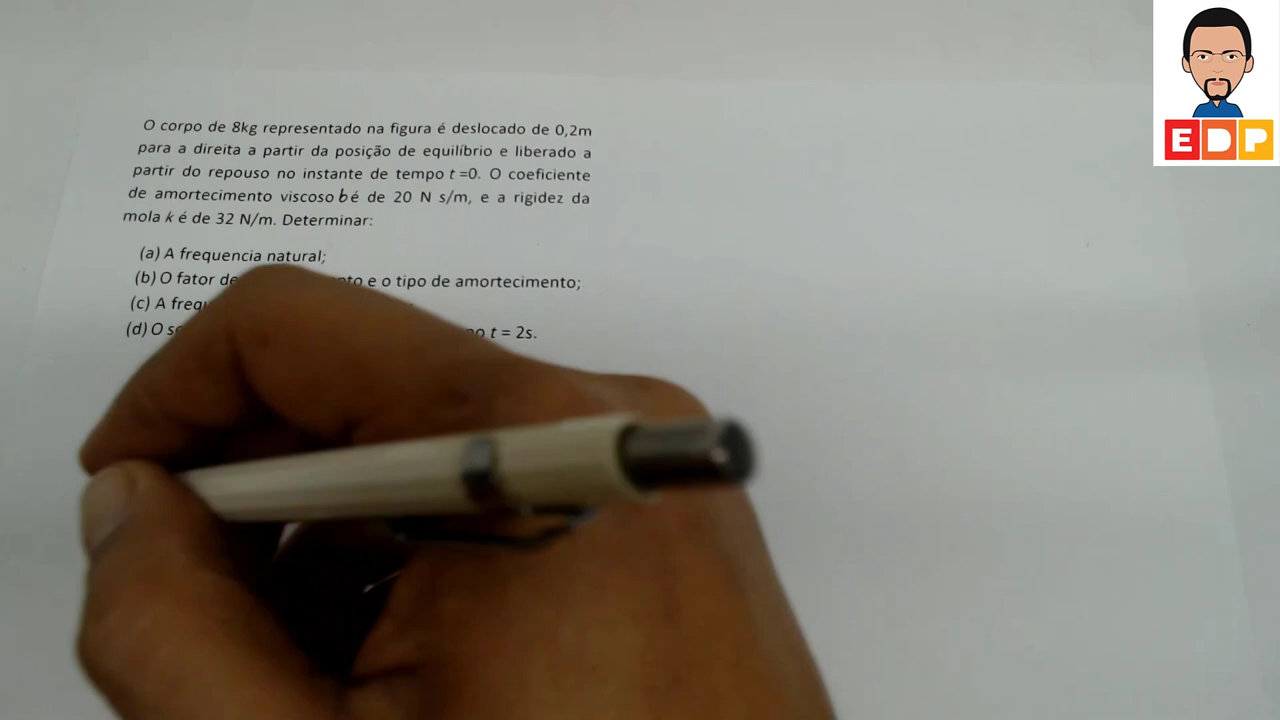 O corpo de 8kg representado na figura é deslocado de 0,2m
para a direita a partir da posição de equilíbrio e liberado a
partir do repouso no instante de tempo t =0. O coeficiente
de amortecimento viscoso b é de 20 N s/m, e a rigidez da
mola k é de 32 N/m. Determinar:
(a) A frequencia natural;
(b) O fator de e o tipo de amortecimento;
(c) A
(d) O t = 2s.
EDP